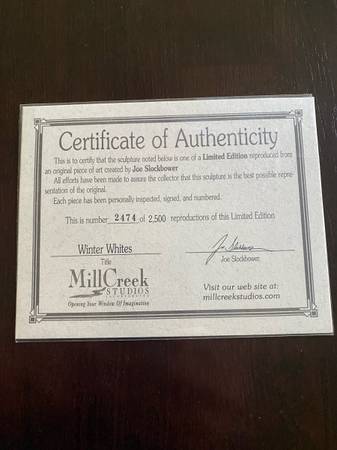 Certificate of Authenticity
This is to certify that the sculpture noted below is one of a Limited Edition reproduced from
an original piece of art created by Joe Slockbower
All efforts have been made to assure the collector that this sculpture is the best possible repre-
sentation of the original.
Each piece has been personally inspected, signed, and numbered.
This is number 2474 of 2,500 reproductions of this Limited Edition
Winter Whites
Title
Joe Slockbower
Joe Slockbower
MillCreek
STUDIOS
Opening Your Window Of Imagination
Visit our web site at:
millcreekstudios.com